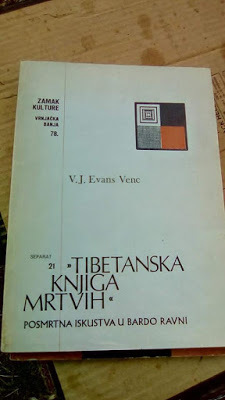 ZAMAK
KULTURE
VRNJAČKA
BANJA
78.
V.J. Evans Venc
SEPARAT
21 »TIBETANSKA
KNJIGA
MRTVIH«
POSMRTNA ISKUSTVA U BARDO RAVNI